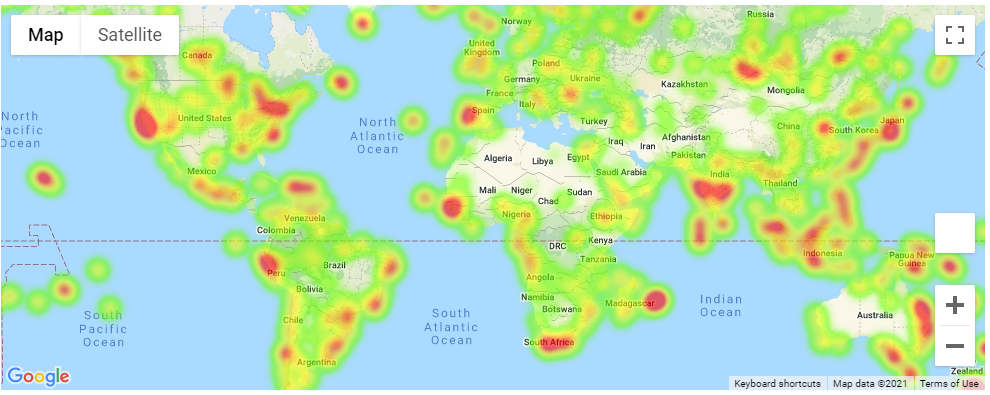 Map
Satellite
Norway
Russia
United
Kingdom
Canada
Poland
Germany
Ukraine
Kazakhstan
Mongolia
France
Italy
North
Pacific
Ocean
United States
North
Atlantic
Ocean
Spain
Turkey
China
South Korea
Japan
Afghanistan
Iraq
Iran
Pakistan
Algeria
Libya
Egypt
Saudi Arabia
Mexico
India
Thailand
Mali
Niger
Chad
Sudan
Venezuela
Nigeria
Ethiopia
Colombia
DRC
Kenya
Indonesia
Papua New
Guinea
Peru
Brazil
Tanzania
Bolivia
Angola
Namibia
Botswana
Madagascar
Indian
Ocean
South
Pacific
Ocean
Chile
South
Atlantic
Ocean
Australia
South Africa
Argentina
Zealand
Google
Keyboard shortcuts
Map data ©2021
Terms of Use